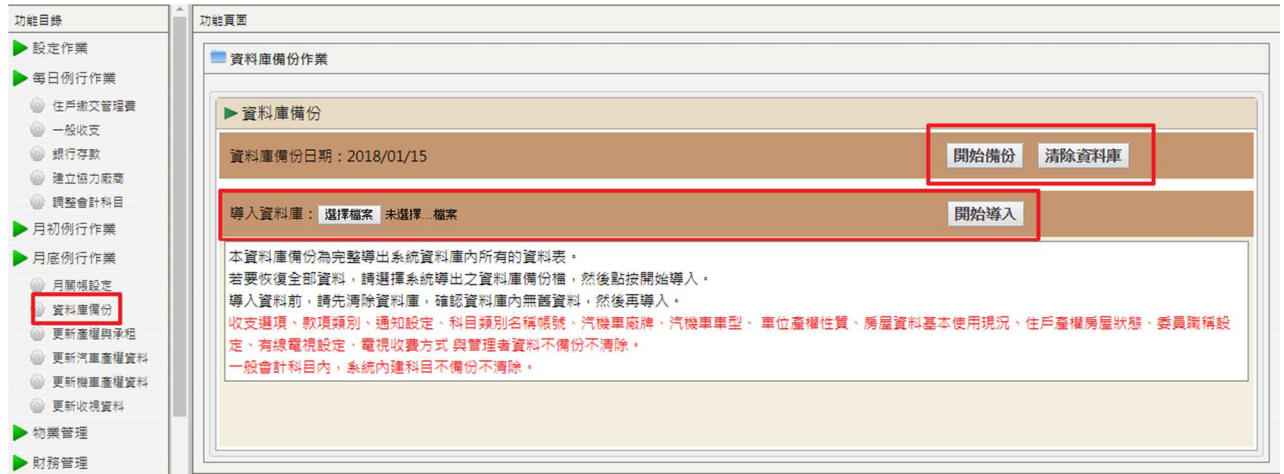 功能目錄
設定作業
每日例行作業
住戶繳交管理費
一般收支
銀行存款
建立協力廠商
調整會計科目
月初例行作業
月底例行作業
月關帳設定
資料庫備份
更新產權與承租
更新汽車產權資料
更新機車產權資料
更新收視資料
物業管理
財務管理
功能頁面
資料庫備份作業
資料庫備份
資料庫備份日期：2018/01/15
開始備份 清除資料庫
導入資料庫： 選擇檔案 未選擇...檔案 開始導入
本資料庫備份為完整導出系統資料庫內所有的資料表。
若要恢復全部資料，請選擇系統導出之資料庫備份檔，然後點按開始導入。
導入資料前，請先清除資料庫，確認資料庫內無舊資料，然後再導入。
收支選項、款項類別、通知設定、科目類別名稱帳號、汽機車廠牌、汽機車車型、 車位產權性質、房屋資料基本使用現況、住戶產權房屋狀態、委員職稱設
定、有線電視設定、電視收費方式 與管理者資料不備份不清除。
一般會計科目內，系統內建科目不備份不清除。